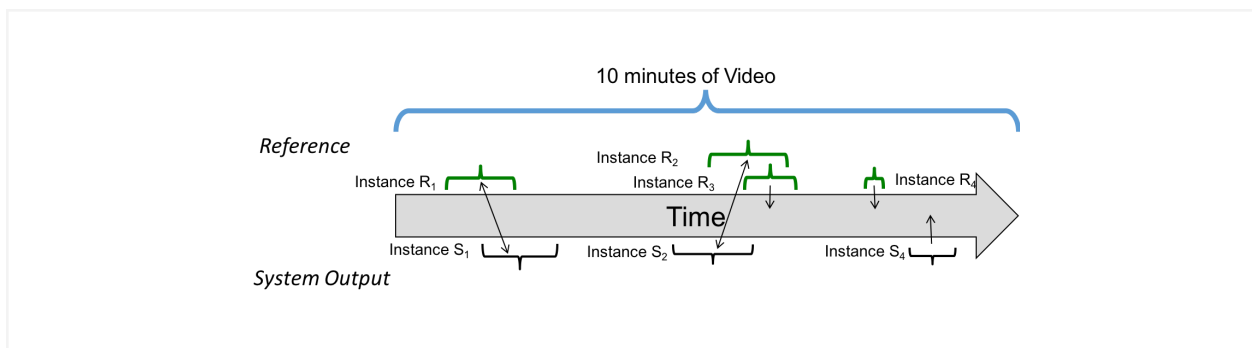 10 minutes of Video
Reference
Instance R₂
Instance R₁
Instance R₃
Instance R₄
Time
Instance S₁
Instance S₂
Instance S₄
System Output